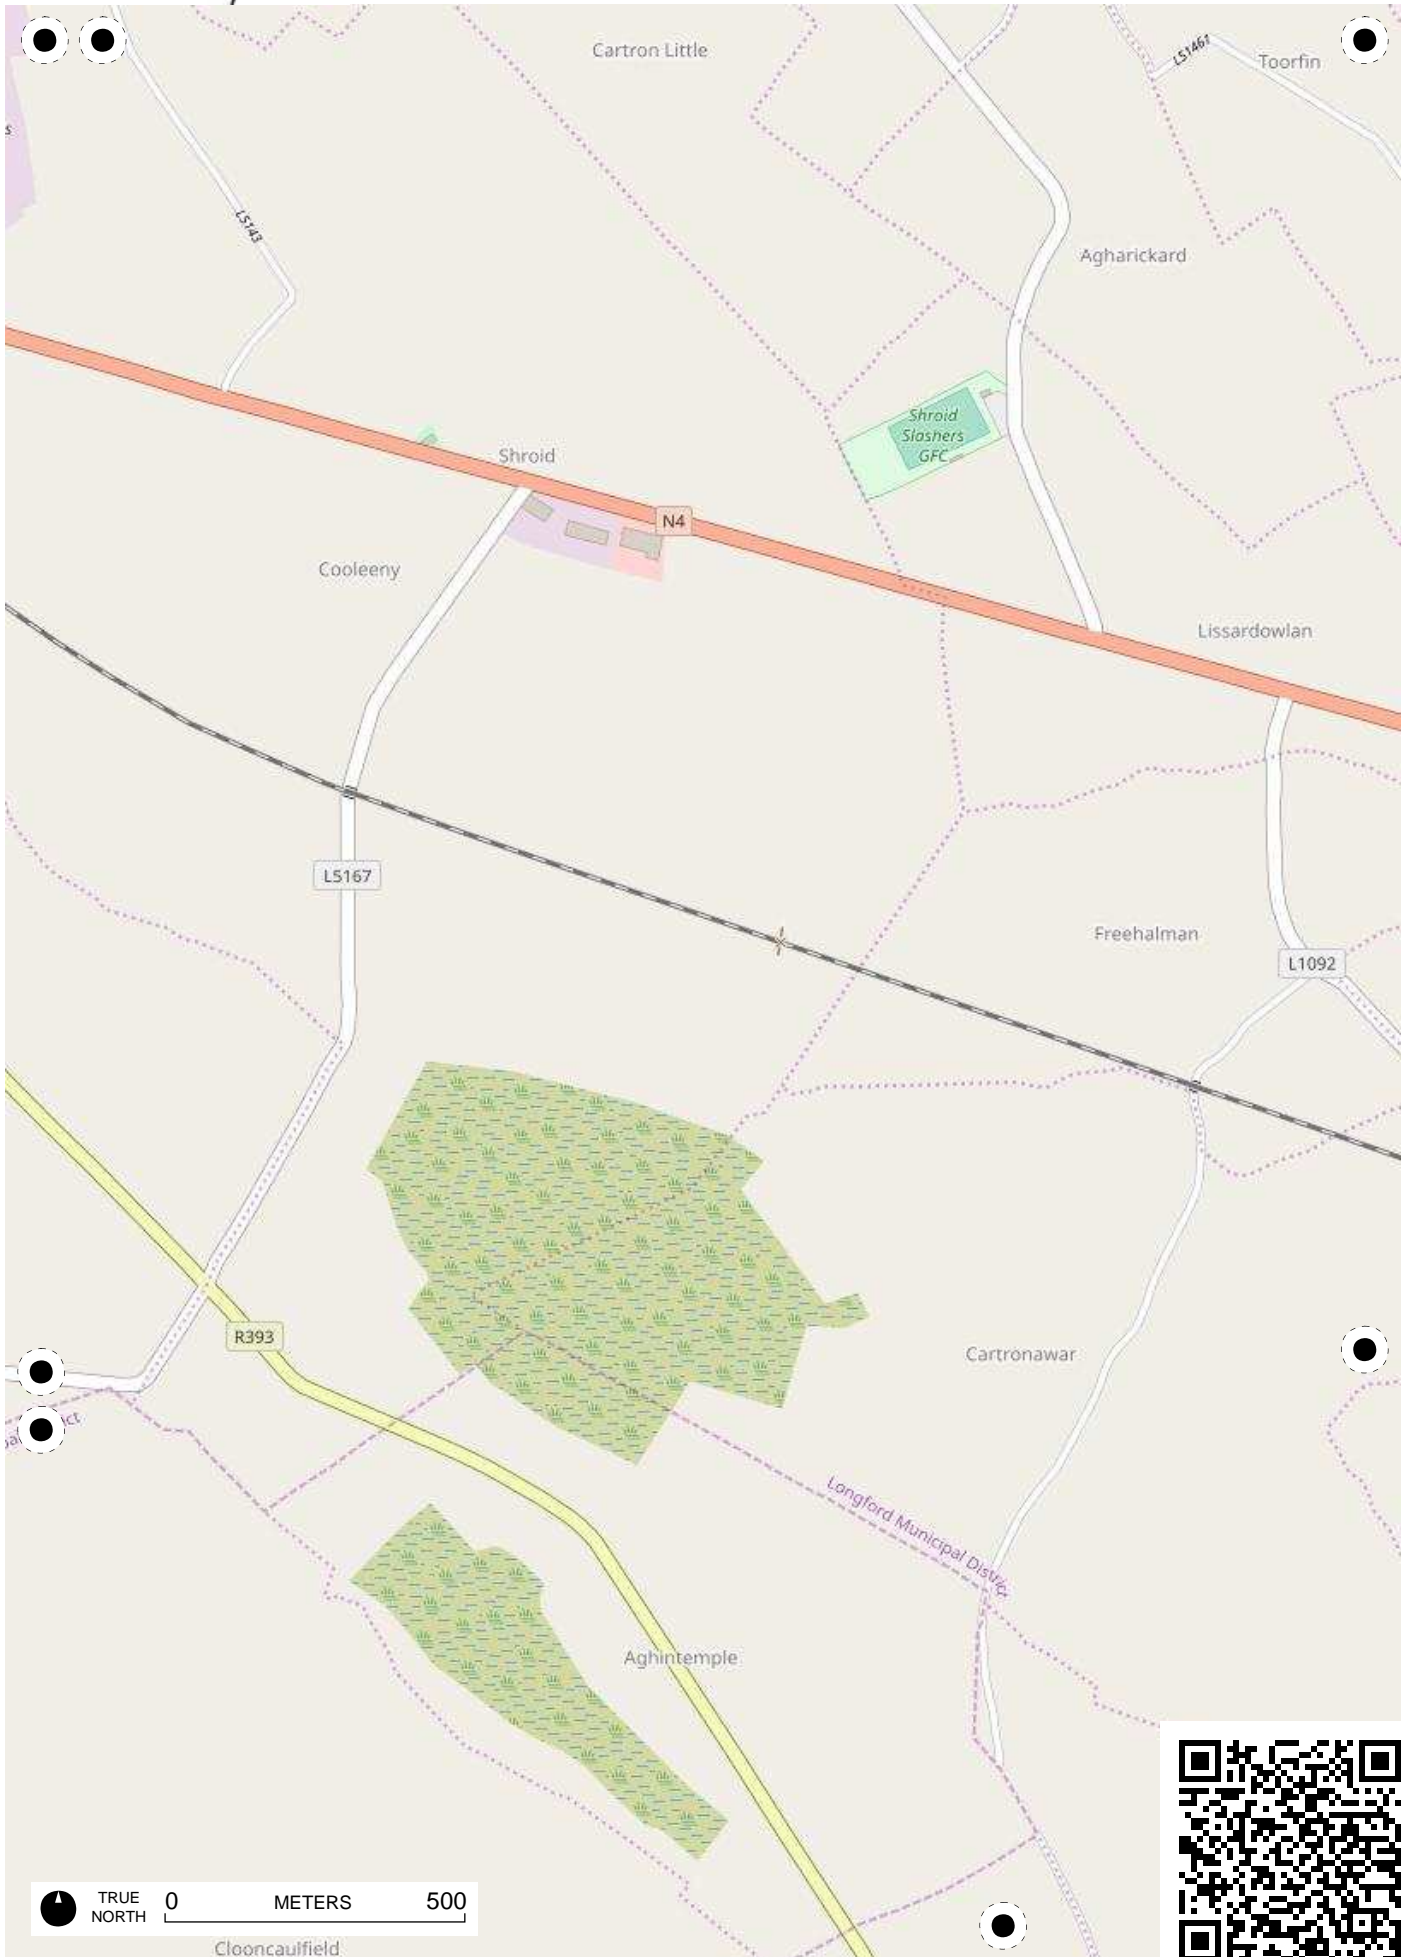 Cartron Little
L51461
Toorfin
L5143
Agharickard
Shroid
Slashers
GFC
Shroid
N4
Cooleeny
Lissardowlan
L5167
Freehalman
L1092
R393
Cartronawar
Longford Municipal District
Aghintemple
TRUE
NORTH
0 METERS 500
Clooncaulfield